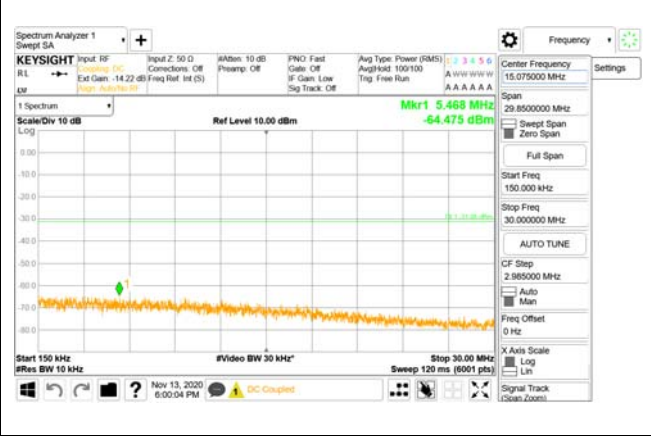 Spectrum Analyzer 1
Swept SA
Frequency
KEYSIGHT
RL
Input: RF
Coupling: DC
Ext Gain: -14.22 dB
Align: Auto/No RF
Input Z: 50 Ω
Corrections: Off
Freq Ref: Int (S)
#Atten: 10 dB
Preamp: Off
PNO: Fast
Gate: Off
IF Gain: Low
Sig Track: Off
Avg Type: Power (RMS)
Avg|Hold: 100/100
Trig: Free Run
1 2 3 4 5 6
A W W W W W
A A A A A A
Settings
Center Frequency
15.075000 MHz
Span
29.8500000 MHz
Swept Span
Zero Span
Full Span
Start Freq
150.000 kHz
Stop Freq
30.000000 MHz
AUTO TUNE
CF Step
2.985000 MHz
Auto
Man
Freq Offset
0 Hz
X Axis Scale
Log
Lin
Signal Track
(Span Zoom)
1 Spectrum
Scale/Div 10 dB
Ref Level 10.00 dBm
Mkr1 5.468 MHz
-64.475 dBm
Log
0.00
-10.0
-20.0
-30.0
-40.0
-50.0
-60.0
-70.0
-80.0
1
Start 150 kHz
#Video BW 30 kHz*
Stop 30.00 MHz
#Res BW 10 kHz
Sweep 120 ms (6001 pts)
?
Nov 13, 2020
6:00:04 PM
DC Coupled